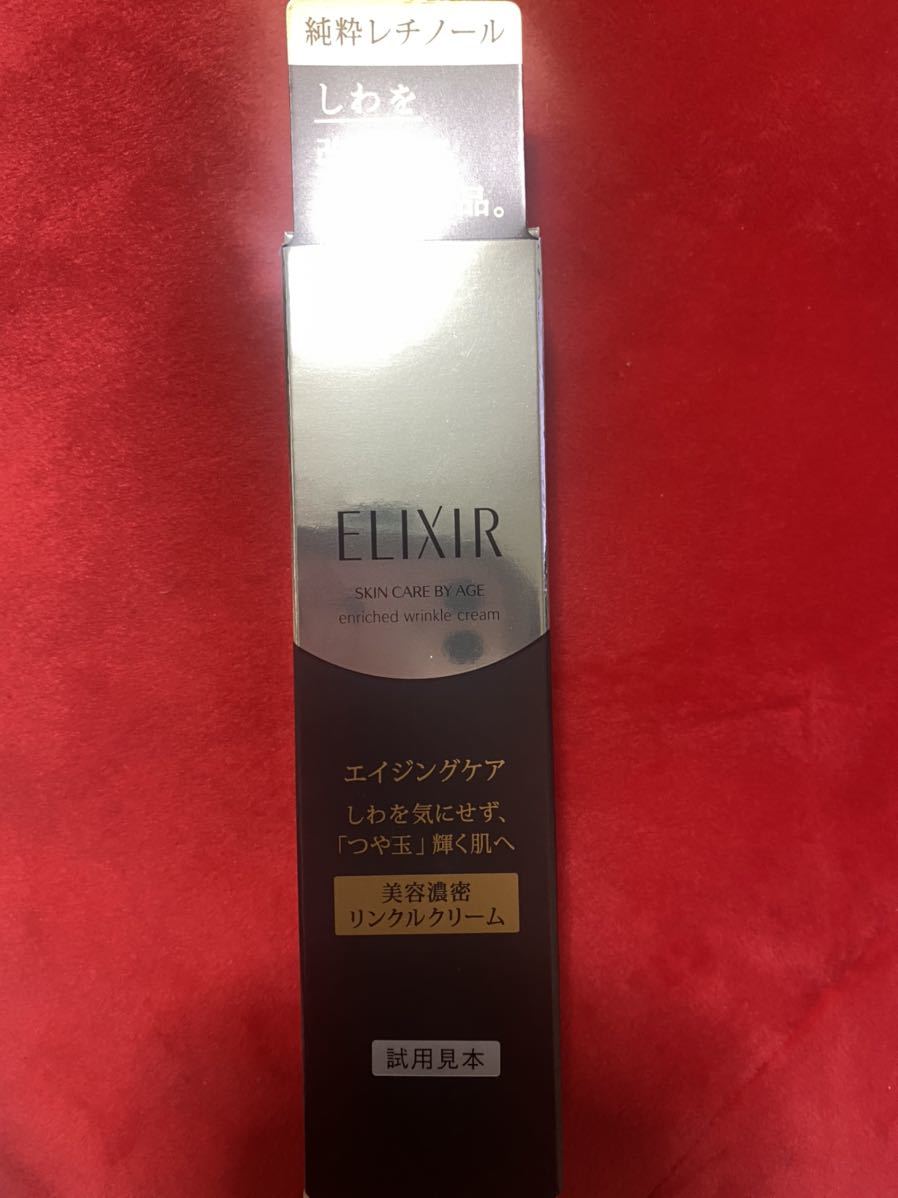 純粋レチノール
しわを
品。
ELIXIR
SKIN CARE BY AGE
enriched wrinkle cream
エイジングケア
しわを気にせず、
「つや玉」輝く肌へ
美容濃密
リンクルクリーム
試用見本